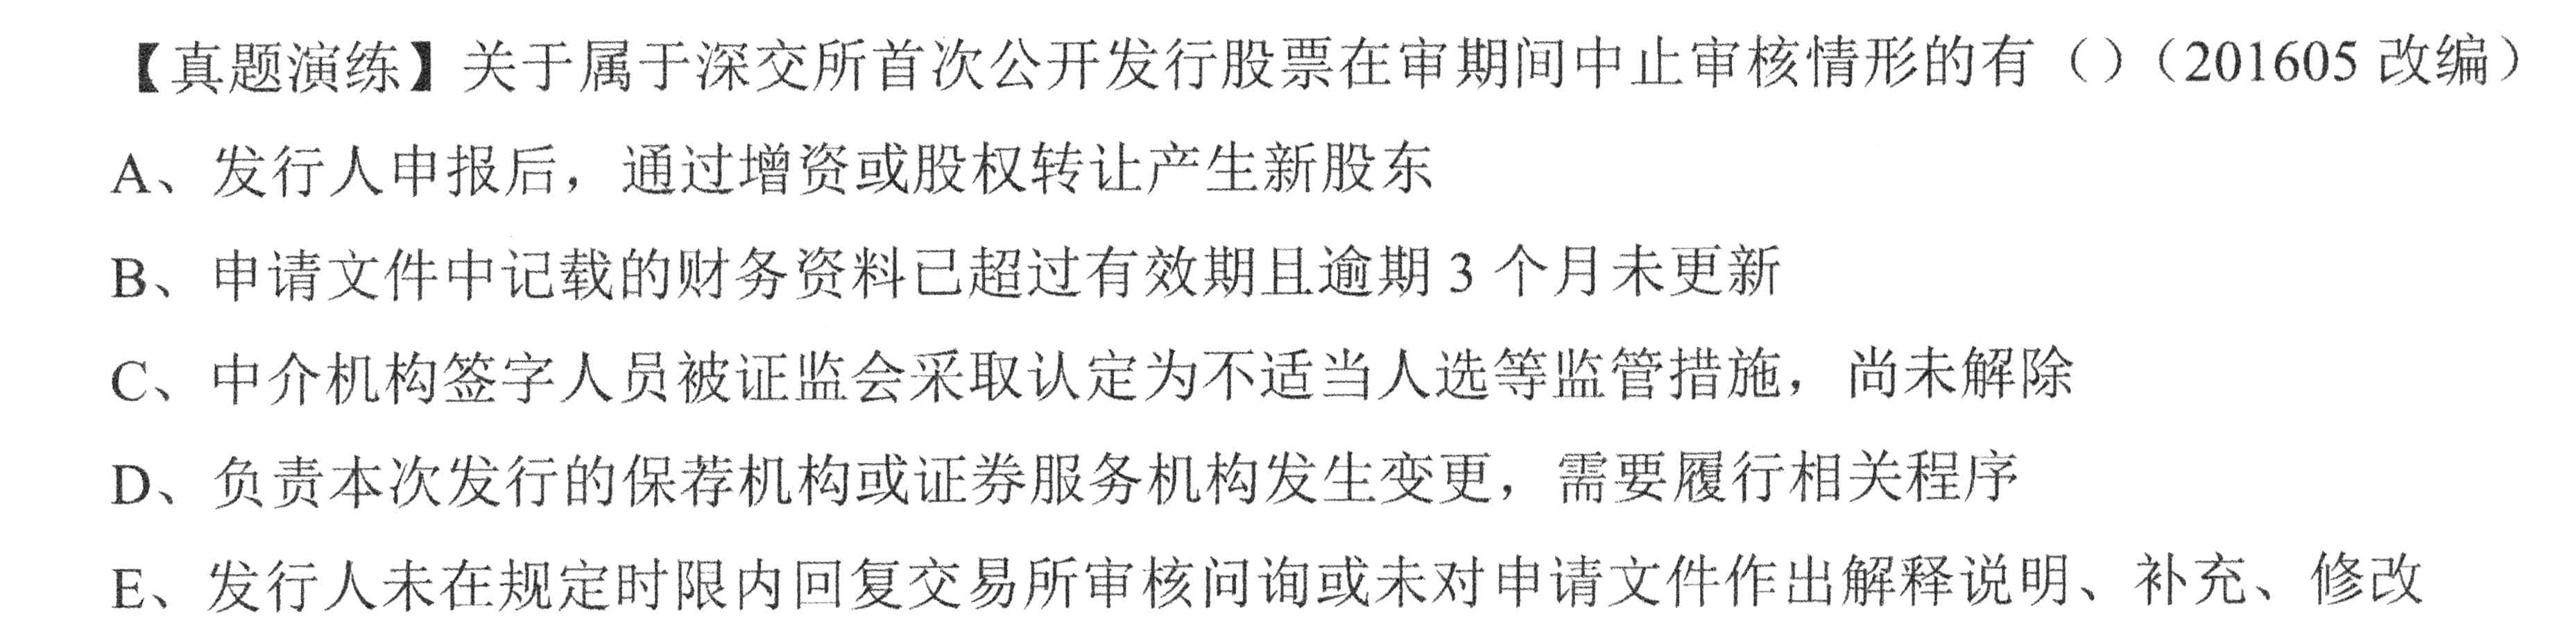 【真题演练】关于属于深交所首次公开发行股票在审期间中止审核情形的有（）（201605 改编）
A、发行人申报后，通过增资或股权转让产生新股东
B、申请文件中记载的财务资料已超过有效期且逾期 3 个月未更新
C、中介机构签字人员被证监会采取认定为不适当人选等监管措施，尚未解除
D、负责本次发行的保荐机构或证券服务机构发生变更，需要履行相关程序
E、发行人未在规定时限内回复交易所审核问询或未对申请文件作出解释说明、补充、修改